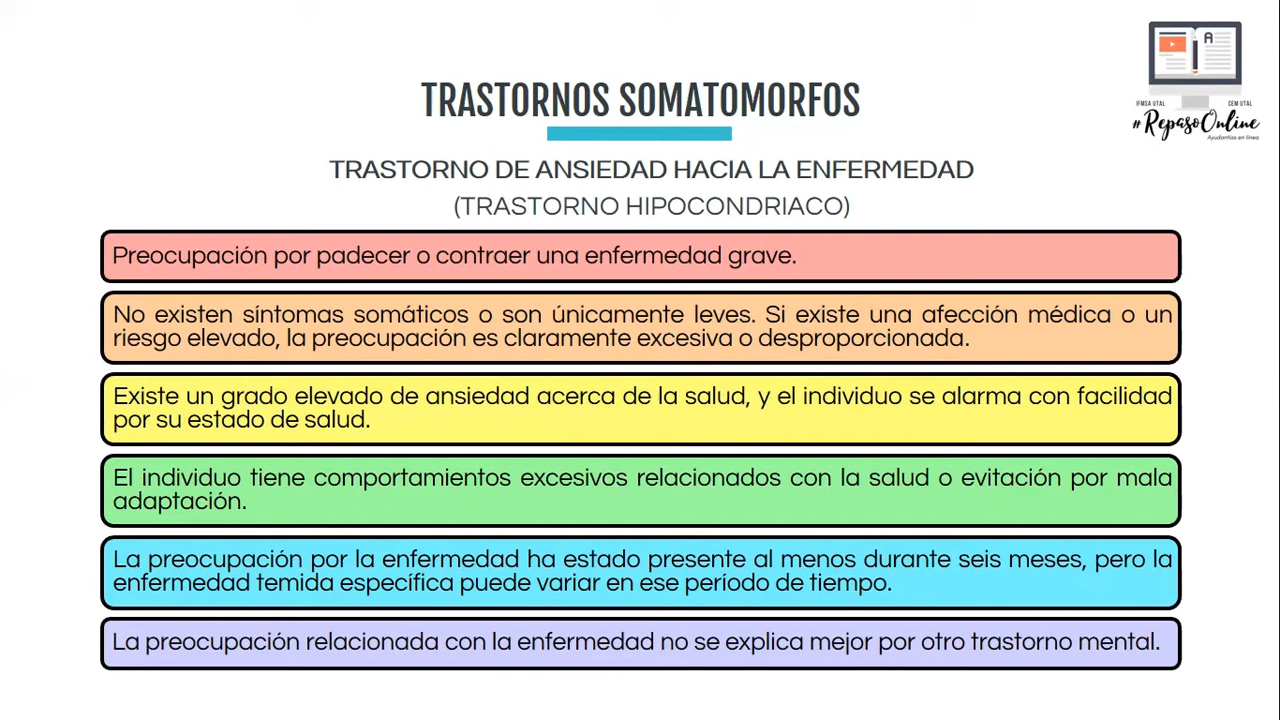 A
IFMSA UTAL
CEM UTAL
#RepasoOnline
Ayudantías en línea
TRASTORNOS SOMATOMORFOS
TRASTORNO DE ANSIEDAD HACIA LA ENFERMEDAD
(TRASTORNO HIPOCONDRIACO)
Preocupación por padecer o contraer una enfermedad grave.
No existen síntomas somáticos o son únicamente leves. Si existe una afección médica o un
riesgo elevado, la preocupación es claramente excesiva o desproporcionada.
Existe un grado elevado de ansiedad acerca de la salud, y el individuo se alarma con facilidad
por su estado de salud.
El individuo tiene comportamientos excesivos relacionados con la salud o evitación por mala
adaptación.
La preocupación por la enfermedad ha estado presente al menos durante seis meses, pero la
enfermedad temida específica puede variar en ese período de tiempo.
La preocupación relacionada con la enfermedad no se explica mejor por otro trastorno mental.